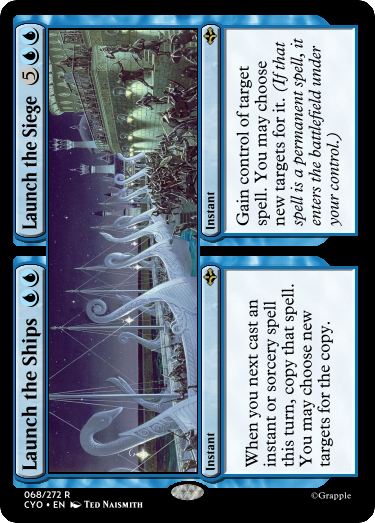 Launch the Ships
Instant
When you next cast an
instant or sorcery spell
this turn, copy that spell.
You may choose new
targets for the copy.
Launch the Siege 5
Instant
Gain control of target
spell. You may choose
new targets for it. (If that
spell is a permanent spell, it
enters the battlefield under
your control.)
068/272 R
CYO • EN TED NAISMITH
©Grapple